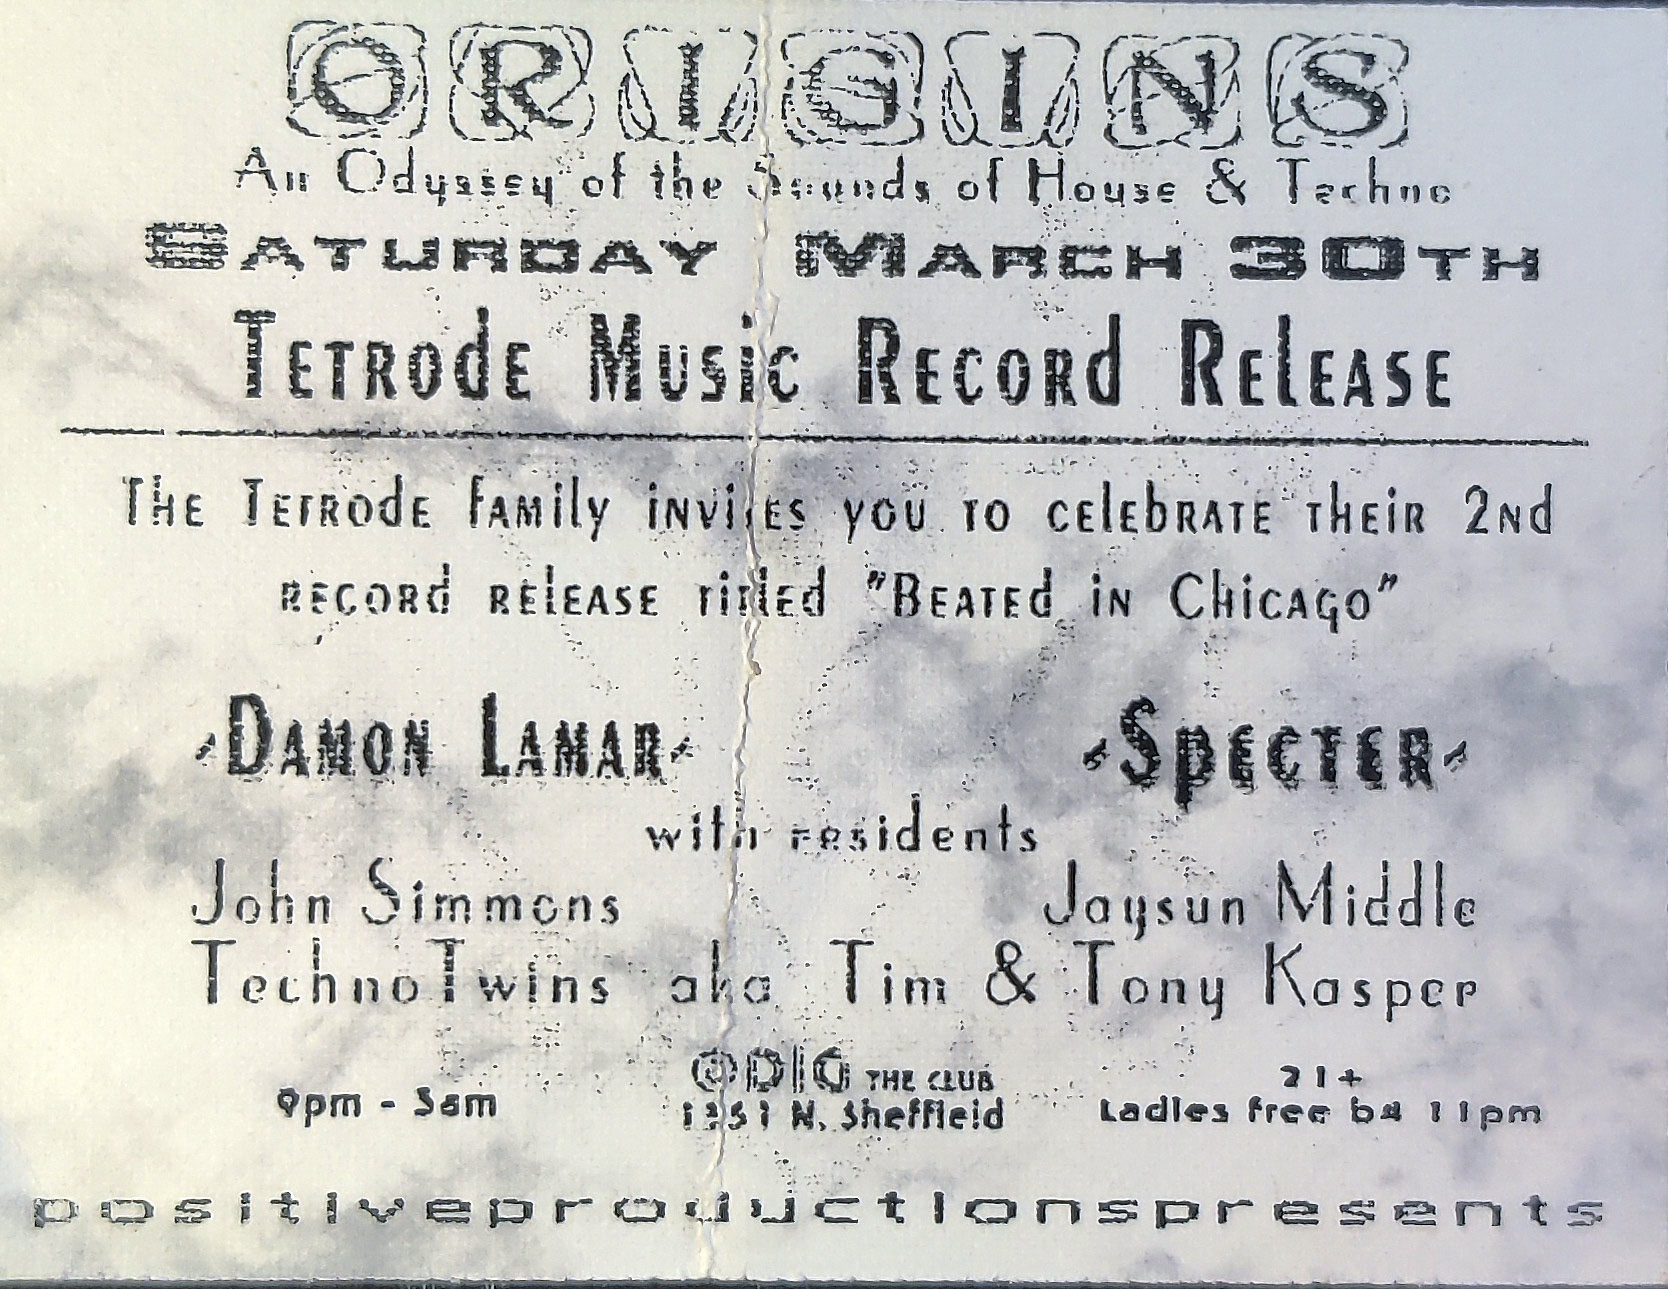 ORIGINS
An Odyssey of the Sounds of House & Techno
SATURDAY MARCH 30TH
TETRODE MUSIC RECORD RELEASE
THE TETRODE FAMILY INVITES YOU TO CELEBRATE THEIR 2ND
RECORD RELEASE TITLED "BEATED IN CHICAGO"
DAMON LAMAR
SPECTER
with residents
John Simmons
Jaysun Middle
TechnoTwins aka Tim & Tony Kasper
9pm - 5am
THE CLUB
N. Sheffield
21+
Ladies free b4 11pm
positiveproductionspresents